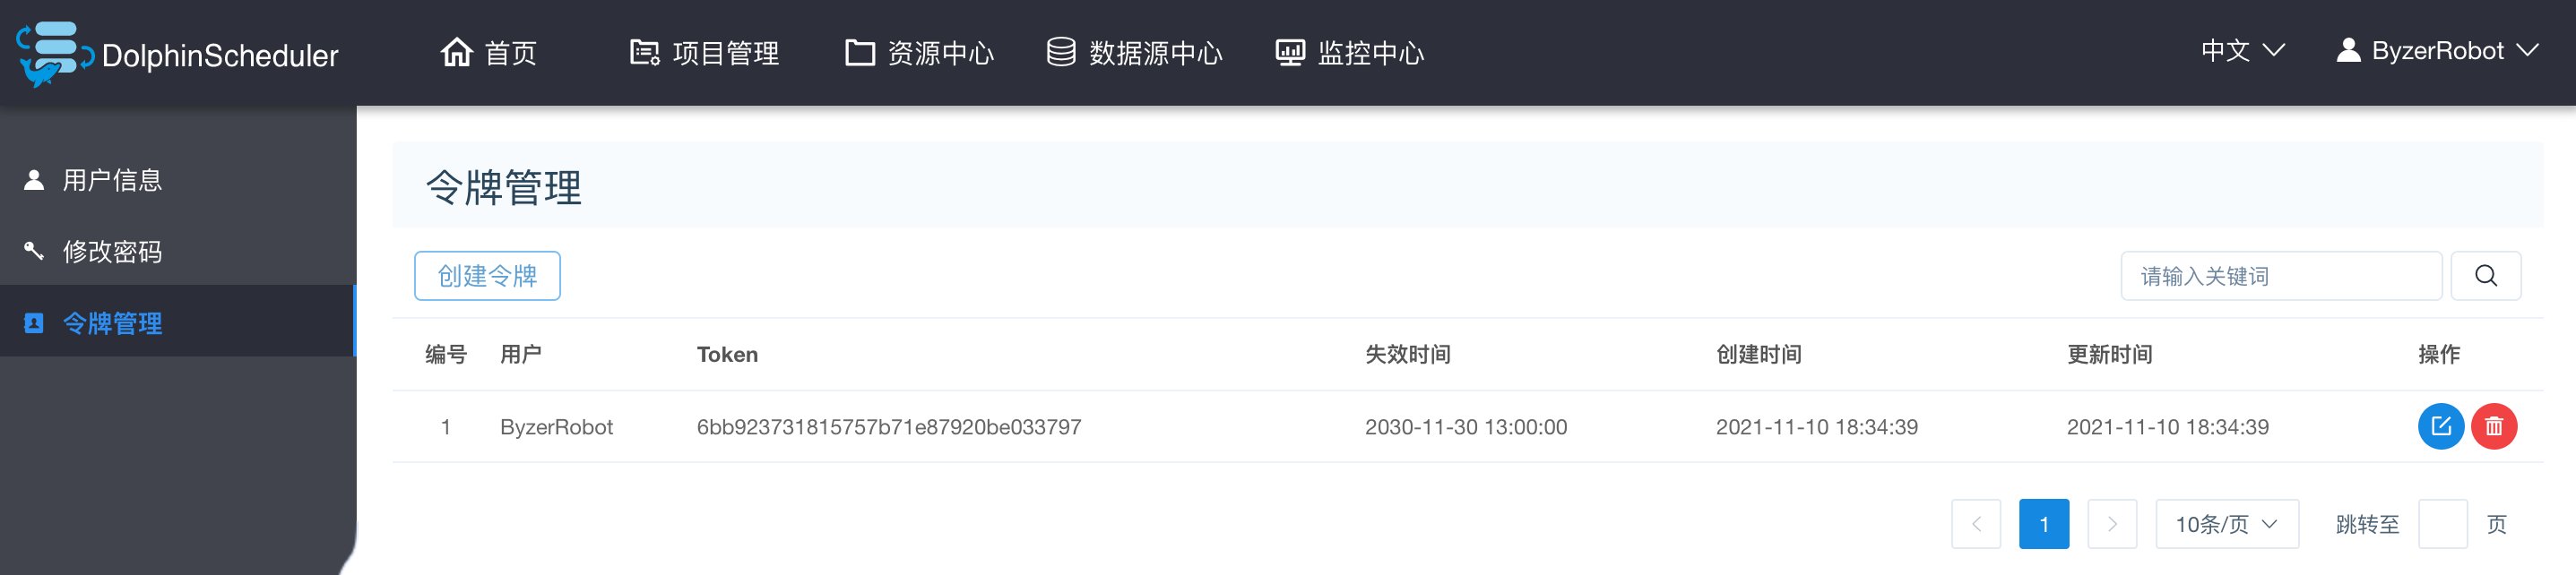 DolphinScheduler 首页 项目管理 资源中心 数据源中心 监控中心 中文 ByzerRobot
用户信息
修改密码
令牌管理
令牌管理
创建令牌 请输入关键词
编号 用户 Token 失效时间 创建时间 更新时间 操作
1 ByzerRobot 6bb923731815757b71e87920be033797 2030-11-30 13:00:00 2021-11-10 18:34:39 2021-11-10 18:34:39
1 10条/页 跳转至 页